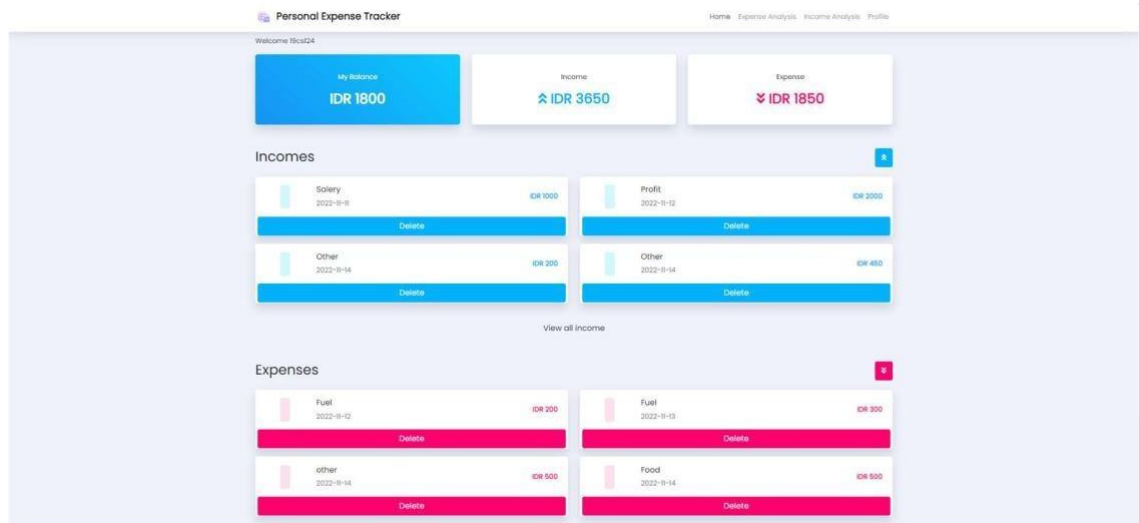 Personal Expense Tracker
Home Expense Analysis Income Analysis Profile
Welcome 19csl24
My Balance
IDR 1800
Income
IDR 3650
Expense
IDR 1850
Incomes
Salery
2022-11-11
IDR 1000
Delete
Profit
2022-11-12
IDR 2000
Delete
Other
2022-11-14
IDR 200
Delete
Other
2022-11-14
IDR 450
Delete
View all income
Expenses
Fuel
2022-11-12
IDR 200
Delete
Fuel
2022-11-13
IDR 300
Delete
other
2022-11-14
IDR 500
Delete
Food
2022-11-14
IDR 500
Delete